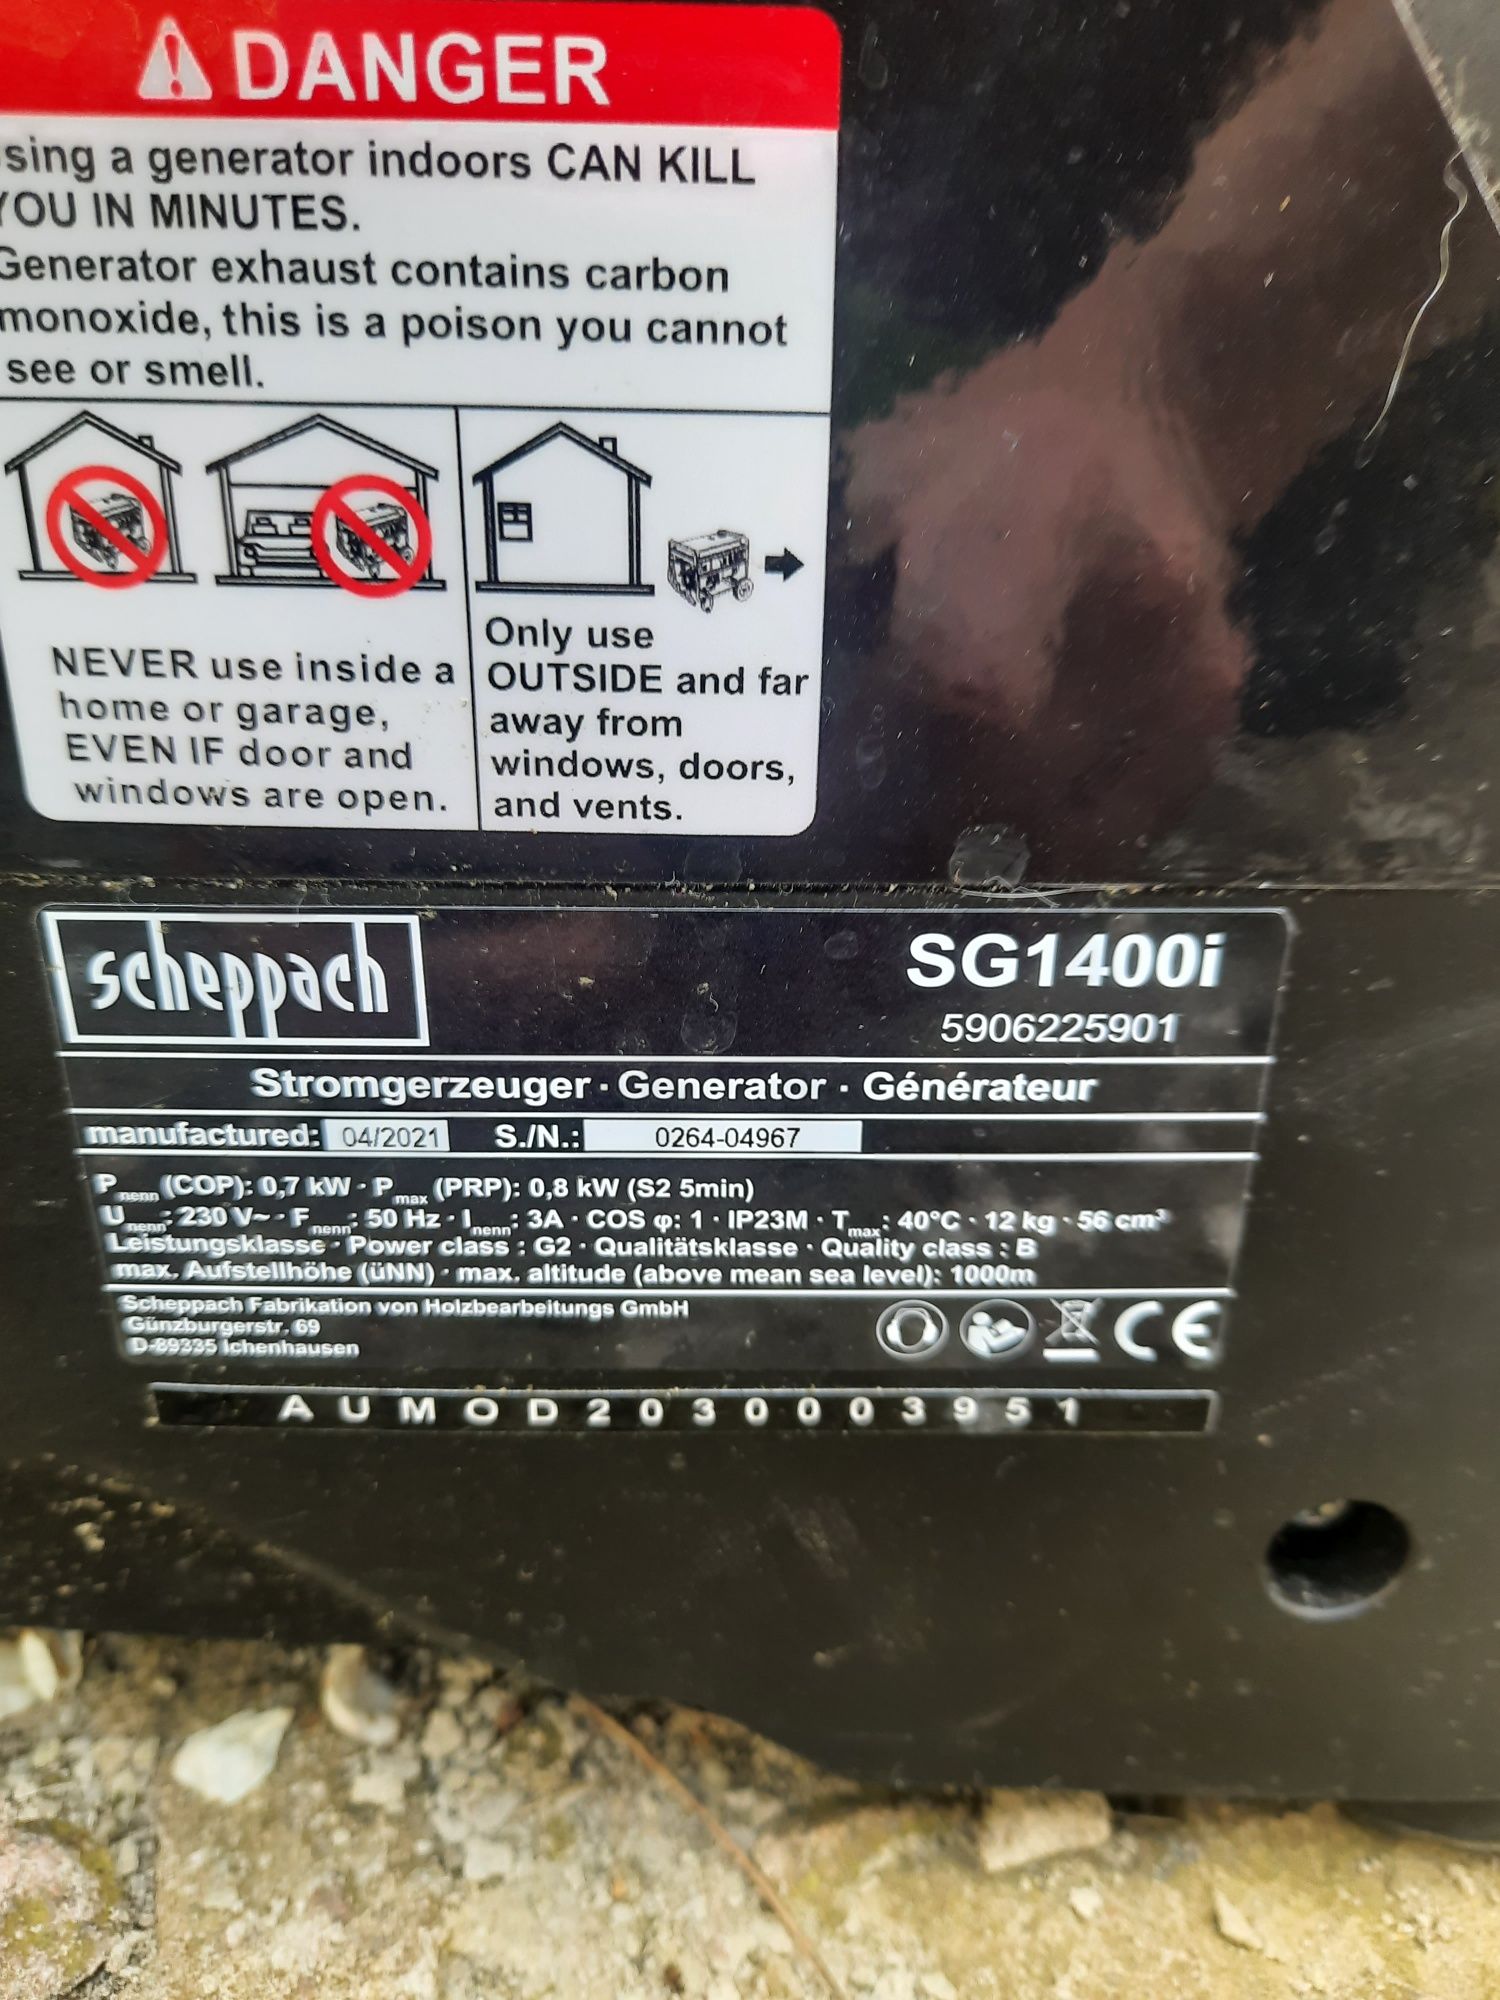 DANGER
sing a generator indoors CAN KILL
YOU IN MINUTES.
Generator exhaust contains carbon
monoxide, this is a poison you cannot
see or smell.
NEVER use inside a
home or garage,
EVEN IF door and
windows are open.
Only use
OUTSIDE and far
away from
windows, doors,
and vents.
scheppach
SG1400i
5906225901
Stromgerzeuger · Generator · Générateur
manufactured: 04/2021 S./N.: 0264-04967
Pnenn (COP): 0,7 kW · Pmax (PRP): 0,8 kW (S2 5min)
Unenn: 230 V~ · Fnenn: 50 Hz · Inenn: 3A · COS φ: 1 · IP23M · Tmax: 40°C · 12 kg · 56 cm³
Leistungsklasse · Power class : G2 · Qualitätsklasse · Quality class : B
max. Aufstellhöhe (üNN) · max. altitude (above mean sea level): 1000m
Scheppach Fabrikation von Holzbearbeitungs GmbH
Günzburgerstr. 69
D-89335 Ichenhausen
CE
AUMOD2030003951